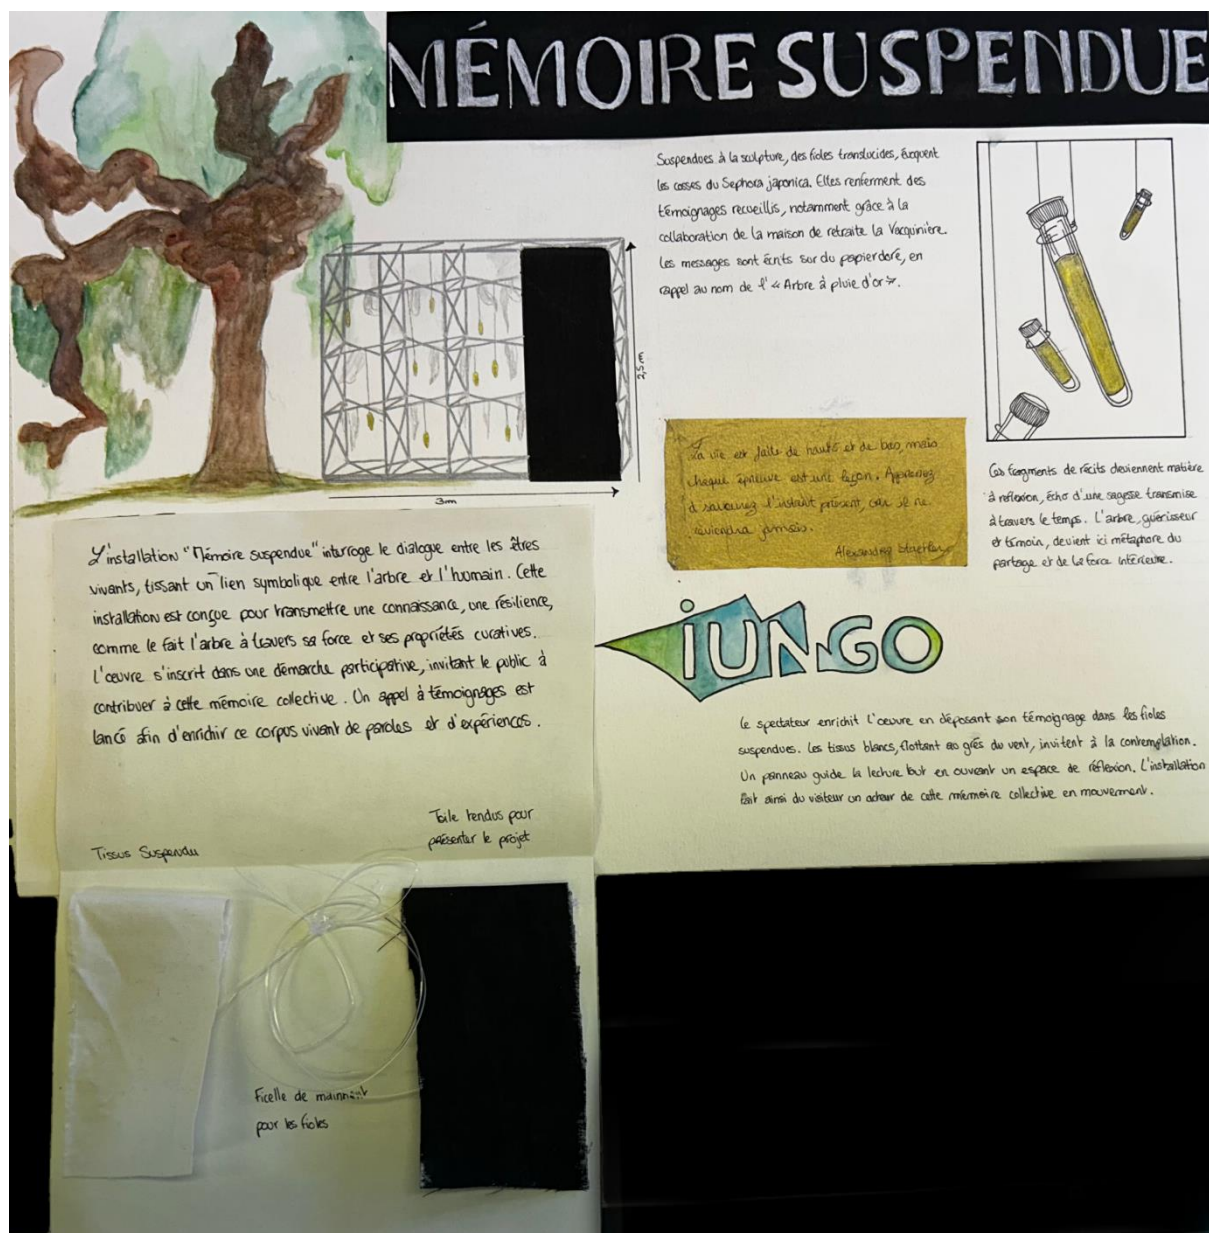 MÉMOIRE SUSPENDUE
Suspendues à la sculpture, des fioles translucides, évoquent
les cosses du Sephora japonica. Elles renferment des
témoignages recueillis, notamment grâce à la
collaboration de la maison de retraite la Vacquinière.
Les messages sont écrits sur du papier doré, en
rappel au nom de l'« Arbre à pluie d'or ».
2,5m
3m
La vie est faite de hauts et de bas, mais
chaque épreuve est une leçon. Apprenez
à savourez l'instant présent, car il ne
reviendra jamais.
Alexandre
Ces fragments de récits deviennent matière
à réflexion, écho d'une sagesse transmise
à travers le temps. L'arbre, guérisseur
et témoin, devient ici métaphore du
partage et de la force intérieure.
L'installation "Mémoire suspendue" interroge le dialogue entre les êtres
vivants, tissant un lien symbolique entre l'arbre et l'humain. Cette
installation est conçue pour transmettre une connaissance, une résilience,
comme le fait l'arbre à travers sa force et ses propriétés curatives.
L'œuvre s'inscrit dans une démarche participative, invitant le public à
contribuer à cette mémoire collective. Un appel à témoignages est
lancé afin d'enrichir ce corpus vivant de paroles et d'expériences.
iUNGO
Le spectateur enrichit l'œuvre en déposant son témoignage dans les fioles
suspendues. Les tissus blancs, flottant au grès du vent, invitent à la contemplation.
Un panneau guide la lecture tout en ouvrant un espace de réflexion. L'installation
fait ainsi du visiteur un acteur de cette mémoire collective en mouvement.
Toile tendus pour
présenter le projet
Tissus Suspendu
Ficelle de
pour les fioles